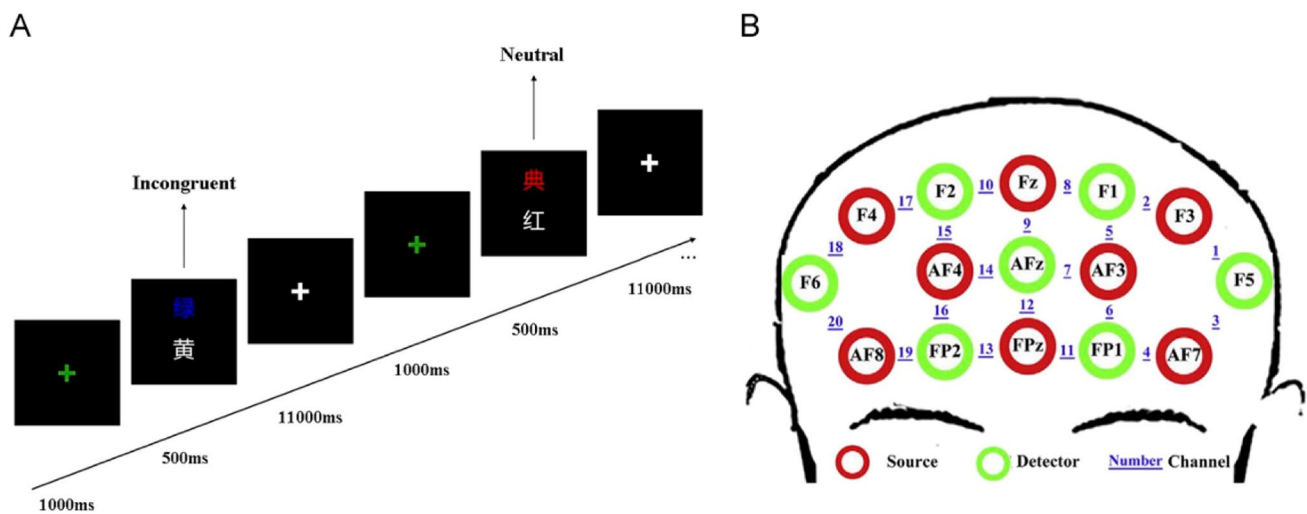 A
Incongruent
Neutral
绿
黄
典
红
1000ms
500ms
11000ms
1000ms
500ms
11000ms
...
B
F4 17 F2 10 Fz 8 F1 2 F3
18 15 9 5 1
F6 AF4 14 AFz 7 AF3 F5
20 16 12 6 3
AF8 19 FP2 13 FPz 11 FP1 4 AF7
Source Detector Number Channel